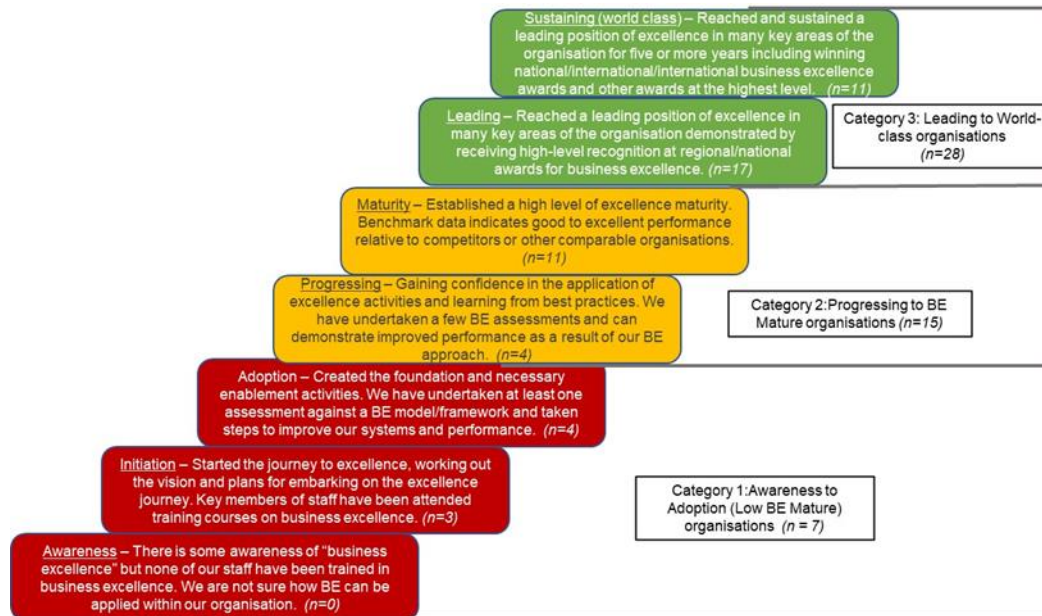 Sustaining (world class) – Reached and sustained a
leading position of excellence in many key areas of the
organisation for five or more years including winning
national/international/international business excellence
awards and other awards at the highest level. (n=11)
Leading – Reached a leading position of excellence in
many key areas of the organisation demonstrated by
receiving high-level recognition at regional/national
awards for business excellence. (n=17)
Category 3: Leading to World-
class organisations
(n=28)
Maturity – Established a high level of excellence maturity.
Benchmark data indicates good to excellent performance
relative to competitors or other comparable organisations.
(n=11)
Progressing – Gaining confidence in the application of
excellence activities and learning from best practices. We
have undertaken a few BE assessments and can
demonstrate improved performance as a result of our BE
approach. (n=4)
Category 2:Progressing to BE
Mature organisations (n=15)
Adoption – Created the foundation and necessary
enablement activities. We have undertaken at least one
assessment against a BE model/framework and taken
steps to improve our systems and performance. (n=4)
Initiation – Started the journey to excellence, working out
the vision and plans for embarking on the excellence
journey. Key members of staff have been attended
training courses on business excellence. (n=3)
Category 1:Awareness to
Adoption (Low BE Mature)
organisations (n = 7)
Awareness – There is some awareness of “business
excellence” but none of our staff have been trained in
business excellence. We are not sure how BE can be
applied within our organisation. (n=0)